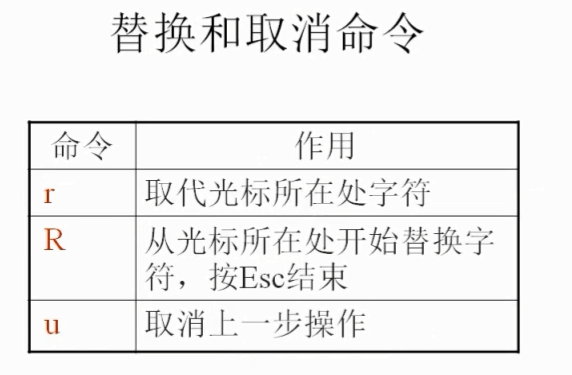 替换和取消命令
命令 作用
r 取代光标所在处字符
R 从光标所在处开始替换字
符，按Esc结束
u 取消上一步操作